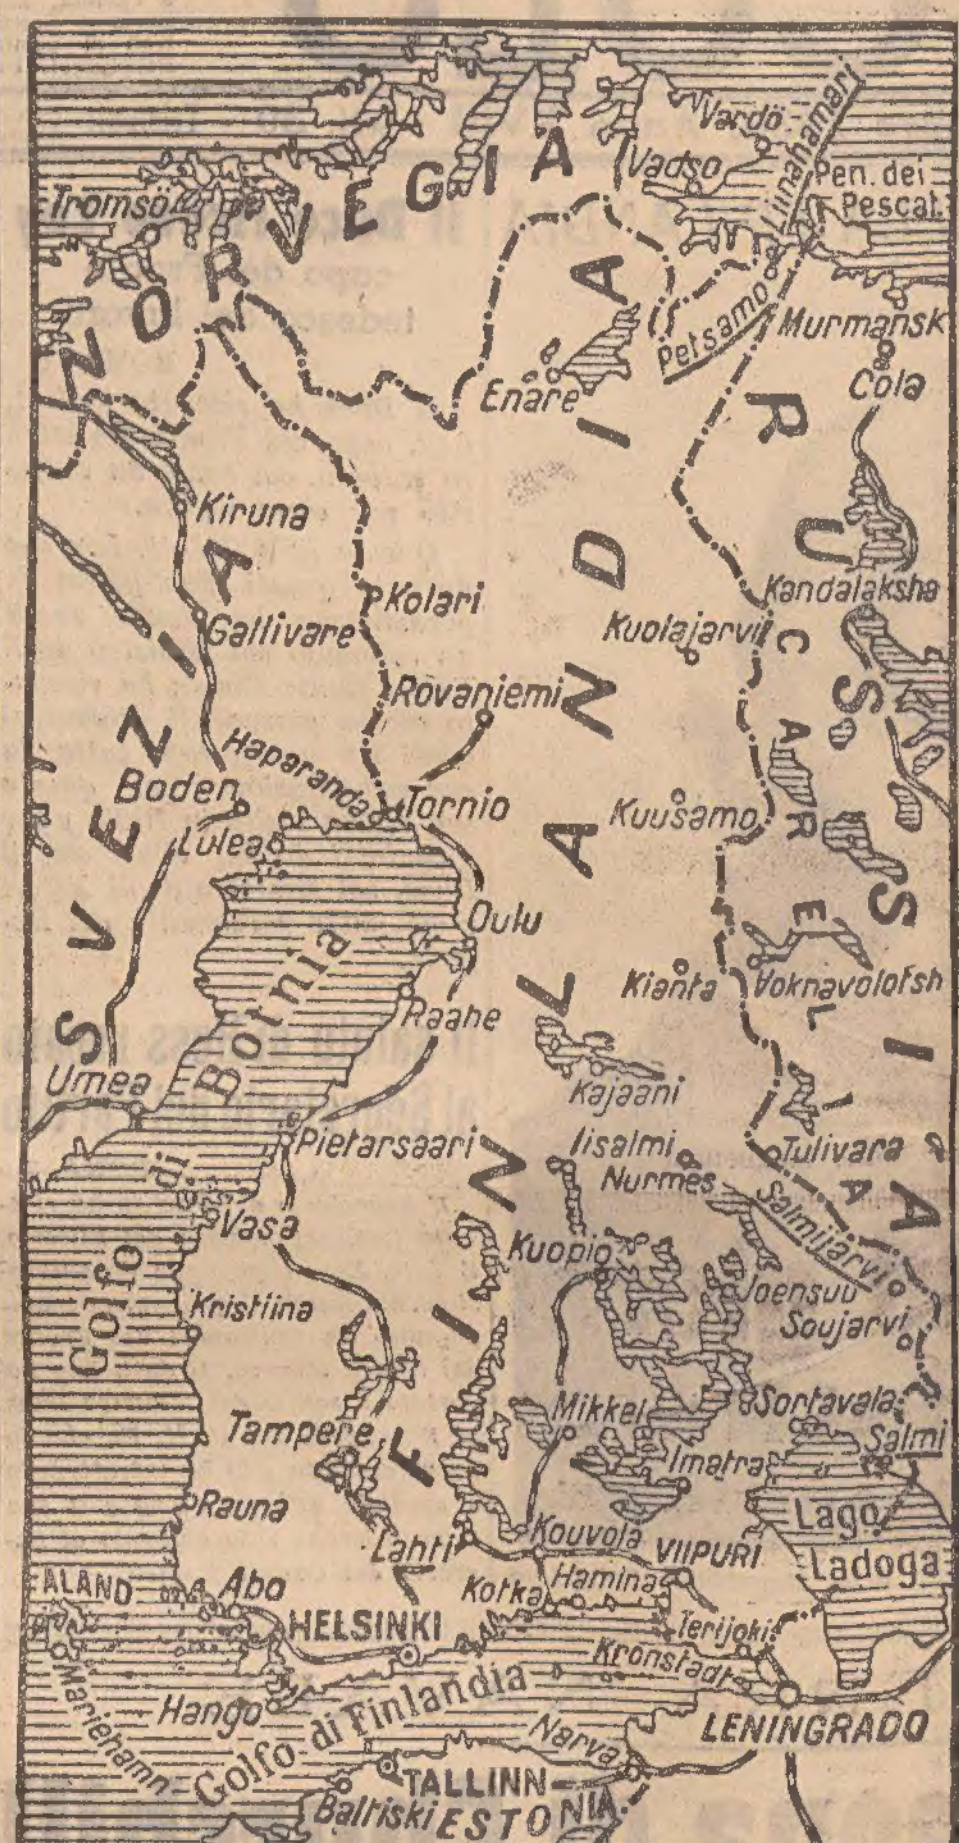 NORVEGIA
Vardö
Vadso
Liinahamari
Pen. dei
Pescat.
Tromsö
Petsamo
Murmansk
Cola
Enare
Kiruna
Gallivare
Kolari
Kuolajarvi
Kandalaksha
Rovaniemi
Haparanda
Boden
Lulea
Tornio
Kuusamo
SVEZIA
FINLANDIA
RUSSIA
CARELIA
Oulu
Raahe
Kianta
Voknavolotsh
Kajaani
Umea
Pietarsaari
Iisalmi
Nurmes
Tulivara
Salmijarvi
Vasa
Kuopio
Joensuu
Soujarvi
Kristiina
Golfo di Botnia
Tampere
Mikkel
Sortavala
Salmi
Imatra
Rauna
Lahti
Kouvola
VIIPURI
Lago
Ladoga
ALAND
Abo
Kotka
Hamina
HELSINKI
Terijoki
Kronstadt
Mariehamn
Hango
Golfo di Finlandia
Narva
LENINGRADO
TALLINN
Baltiski
ESTONIA